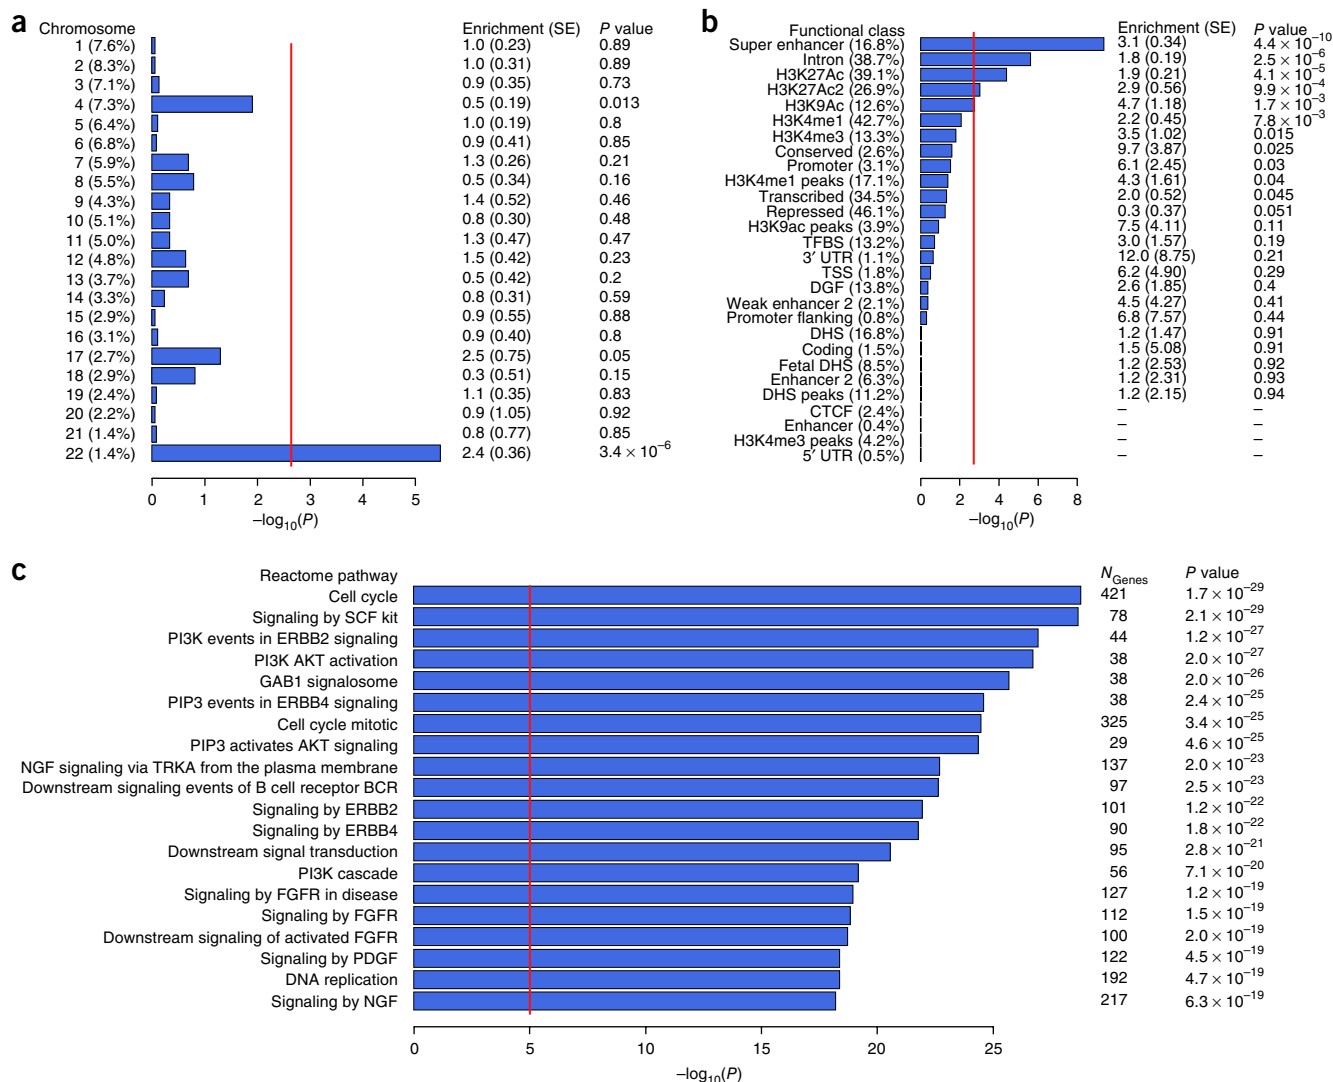 a
Chromosome Enrichment (SE) P value
1 (7.6%) 1.0 (0.23) 0.89
2 (8.3%) 1.0 (0.31) 0.89
3 (7.1%) 0.9 (0.35) 0.73
4 (7.3%) 0.5 (0.19) 0.013
5 (6.4%) 1.0 (0.19) 0.8
6 (6.8%) 0.9 (0.41) 0.85
7 (5.9%) 1.3 (0.26) 0.21
8 (5.5%) 0.5 (0.34) 0.16
9 (4.3%) 1.4 (0.52) 0.46
10 (5.1%) 0.8 (0.30) 0.48
11 (5.0%) 1.3 (0.47) 0.47
12 (4.8%) 1.5 (0.42) 0.23
13 (3.7%) 0.5 (0.42) 0.2
14 (3.3%) 0.8 (0.31) 0.59
15 (2.9%) 0.9 (0.55) 0.88
16 (3.1%) 0.9 (0.40) 0.8
17 (2.7%) 2.5 (0.75) 0.05
18 (2.9%) 0.3 (0.51) 0.15
19 (2.4%) 1.1 (0.35) 0.83
20 (2.2%) 0.9 (1.05) 0.92
21 (1.4%) 0.8 (0.77) 0.85
22 (1.4%) 2.4 (0.36) 3.4 × 10⁻⁶
0 1 2 3 4 5
–log₁₀(P)
b
Functional class Enrichment (SE) P value
Super enhancer (16.8%) 3.1 (0.34) 4.4 × 10⁻¹⁰
Intron (38.7%) 1.8 (0.19) 2.5 × 10⁻⁶
H3K27Ac (39.1%) 1.9 (0.21) 4.1 × 10⁻⁵
H3K27Ac2 (26.9%) 2.9 (0.56) 9.9 × 10⁻⁴
H3K9Ac (12.6%) 4.7 (1.18) 1.7 × 10⁻³
H3K4me1 (42.7%) 2.2 (0.45) 7.8 × 10⁻³
H3K4me3 (13.3%) 3.5 (1.02) 0.015
Conserved (2.6%) 9.7 (3.87) 0.025
Promoter (3.1%) 6.1 (2.45) 0.03
H3K4me1 peaks (17.1%) 4.3 (1.61) 0.04
Transcribed (34.5%) 2.0 (0.52) 0.045
Repressed (46.1%) 0.3 (0.37) 0.051
H3K9ac peaks (3.9%) 7.5 (4.11) 0.11
TFBS (13.2%) 3.0 (1.57) 0.19
3′ UTR (1.1%) 12.0 (8.75) 0.21
TSS (1.8%) 6.2 (4.90) 0.29
DGF (13.8%) 2.6 (1.85) 0.4
Weak enhancer 2 (2.1%) 4.5 (4.27) 0.41
Promoter flanking (0.8%) 6.8 (7.57) 0.44
DHS (16.8%) 1.2 (1.47) 0.91
Coding (1.5%) 1.5 (5.08) 0.91
Fetal DHS (8.5%) 1.2 (2.53) 0.92
Enhancer 2 (6.3%) 1.2 (2.31) 0.93
DHS peaks (11.2%) 1.2 (2.15) 0.94
CTCF (2.4%) – –
Enhancer (0.4%) – –
H3K4me3 peaks (4.2%) – –
5′ UTR (0.5%) – –
0 2 4 6 8
–log₁₀(P)
c
Reactome pathway N_Genes P value
Cell cycle 421 1.7 × 10⁻²⁹
Signaling by SCF kit 78 2.1 × 10⁻²⁹
PI3K events in ERBB2 signaling 44 1.2 × 10⁻²⁷
PI3K AKT activation 38 2.0 × 10⁻²⁷
GAB1 signalosome 38 2.0 × 10⁻²⁶
PIP3 events in ERBB4 signaling 38 2.4 × 10⁻²⁵
Cell cycle mitotic 325 3.4 × 10⁻²⁵
PIP3 activates AKT signaling 29 4.6 × 10⁻²⁵
NGF signaling via TRKA from the plasma membrane 137 2.0 × 10⁻²³
Downstream signaling events of B cell receptor BCR 97 2.5 × 10⁻²³
Signaling by ERBB2 101 1.2 × 10⁻²²
Signaling by ERBB4 90 1.8 × 10⁻²²
Downstream signal transduction 95 2.8 × 10⁻²¹
PI3K cascade 56 7.1 × 10⁻²⁰
Signaling by FGFR in disease 127 1.2 × 10⁻¹⁹
Signaling by FGFR 112 1.5 × 10⁻¹⁹
Downstream signaling of activated FGFR 100 2.0 × 10⁻¹⁹
Signaling by PDGF 122 4.5 × 10⁻¹⁹
DNA replication 192 4.7 × 10⁻¹⁹
Signaling by NGF 217 6.3 × 10⁻¹⁹
0 5 10 15 20 25
–log₁₀(P)